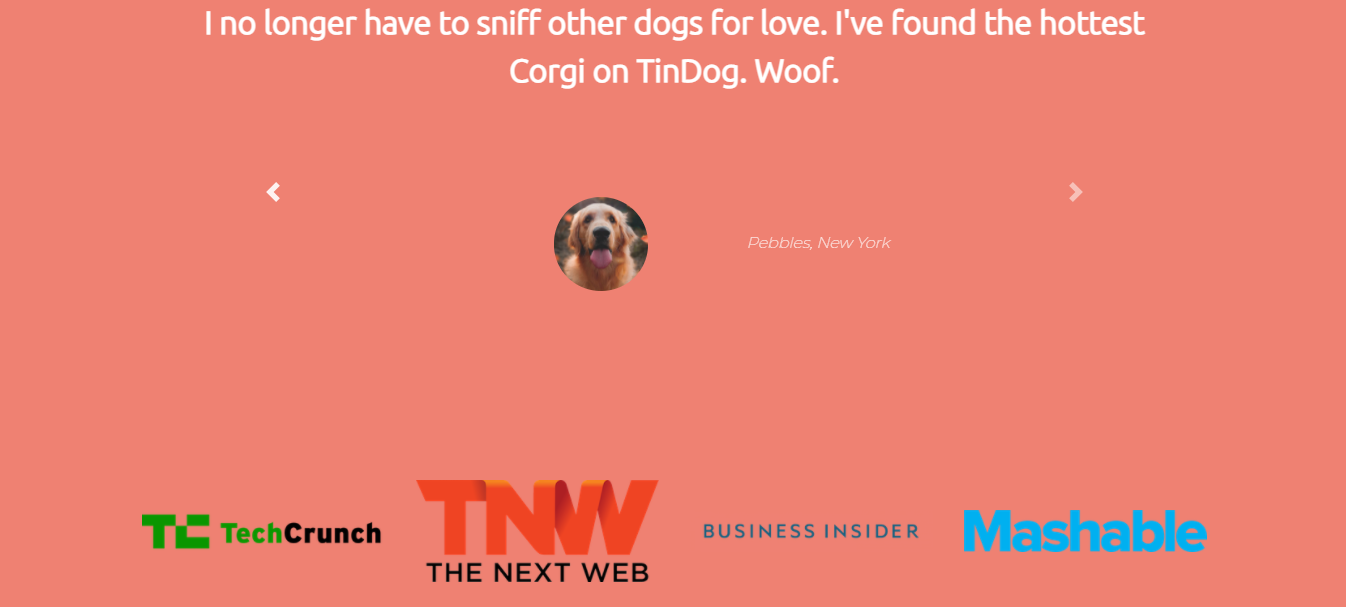 I no longer have to sniff other dogs for love. I've found the hottest
Corgi on TinDog. Woof.
Pebbles, New York
TC TechCrunch
TNW
THE NEXT WEB
BUSINESS INSIDER
Mashable